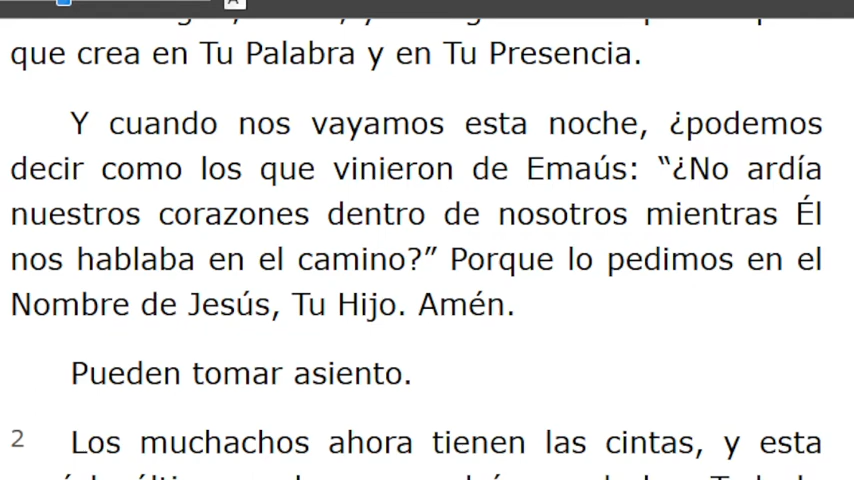 que crea en Tu Palabra y en Tu Presencia.
Y cuando nos vayamos esta noche, ¿podemos
decir como los que vinieron de Emaús: “¿No ardía
nuestros corazones dentro de nosotros mientras Él
nos hablaba en el camino?” Porque lo pedimos en el
Nombre de Jesús, Tu Hijo. Amén.
Pueden tomar asiento.
2 Los muchachos ahora tienen las cintas, y esta